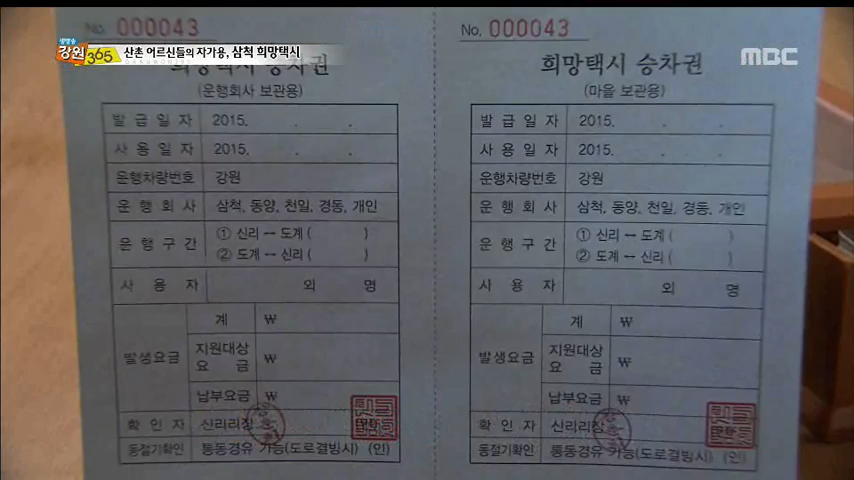 생방송
강원365
산촌 어르신들의 자가용, 삼척 희망택시
MBC
No. 000043
희망택시 승차권
(운행회사 보관용)
발급일자 2015. . .
사용일자 2015. . .
운행차량번호 강원
운행회사 삼척, 동양, 천일, 경동, 개인
운행구간 ① 신리 ↔ 도계 ( )
② 도계 ↔ 신리 ( )
사용자 외 명
발생요금 계 ₩
지원대상요금 ₩
납부요금 ₩
확인자 신리리장
동절기확인 통동경유 가능(도로결빙시) (인)
No. 000043
희망택시 승차권
(마을 보관용)
발급일자 2015. . .
사용일자 2015. . .
운행차량번호 강원
운행회사 삼척, 동양, 천일, 경동, 개인
운행구간 ① 신리 ↔ 도계 ( )
② 도계 ↔ 신리 ( )
사용자 외 명
발생요금 계 ₩
지원대상요금 ₩
납부요금 ₩
확인자 신리리장
동절기확인 통동경유 가능(도로결빙시) (인)